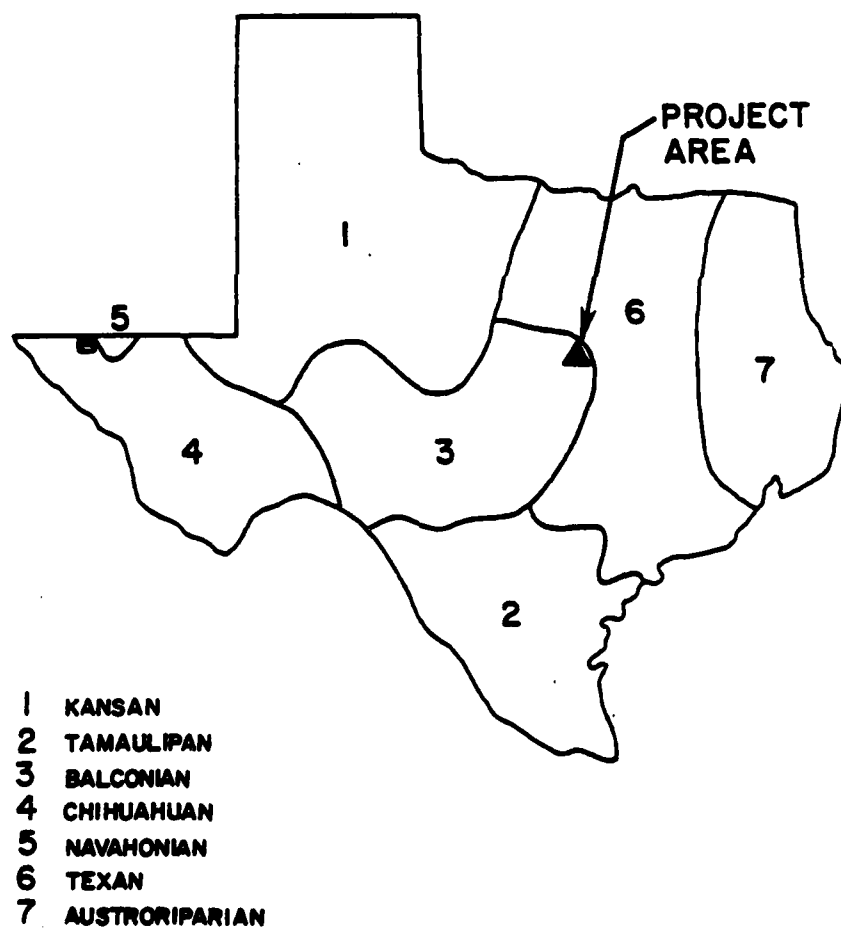 PROJECT
AREA
1
5
6
7
4
3
2
1 KANSAN
2 TAMAULIPAN
3 BALCONIAN
4 CHIHUAHUAN
5 NAVAHONIAN
6 TEXAN
7 AUSTRORIPARIAN